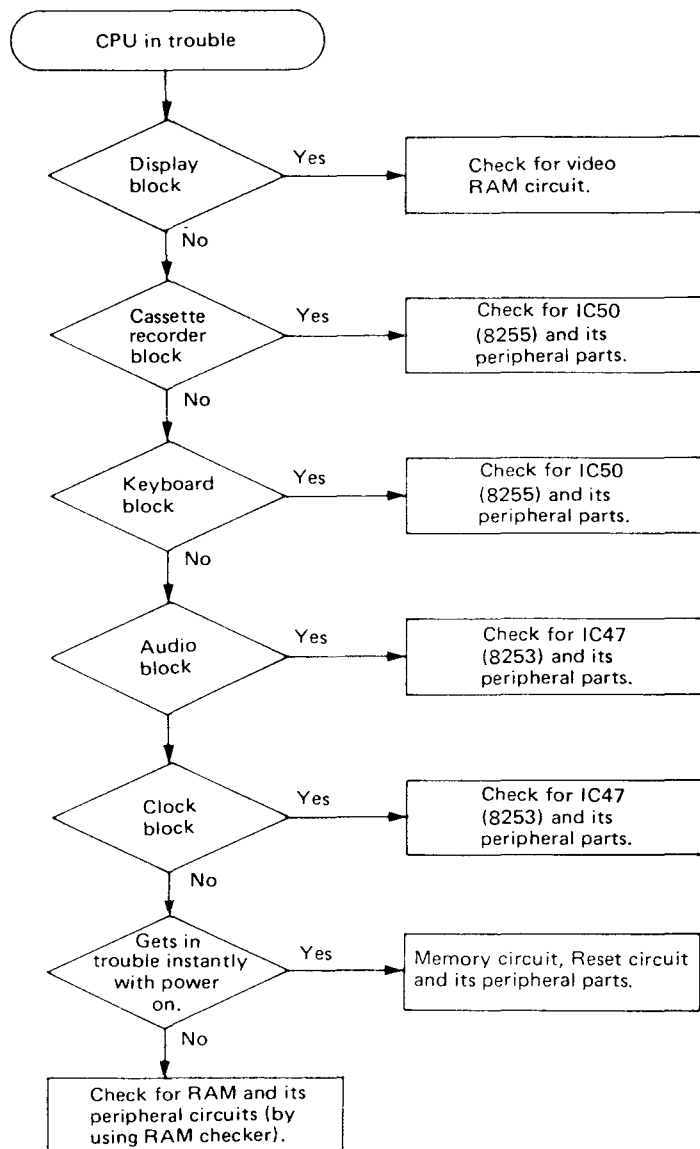 CPU in trouble
Display
block
Yes
Check for video
RAM circuit.
No
Cassette
recorder
block
Yes
Check for IC50
(8255) and its
peripheral parts.
No
Keyboard
block
Yes
Check for IC50
(8255) and its
peripheral parts.
No
Audio
block
Yes
Check for IC47
(8253) and its
peripheral parts.
Clock
block
Yes
Check for IC47
(8253) and its
peripheral parts.
No
Gets in
trouble instantly
with power
on.
Yes
Memory circuit, Reset circuit
and its peripheral parts.
No
Check for RAM and its
peripheral circuits (by
using RAM checker).